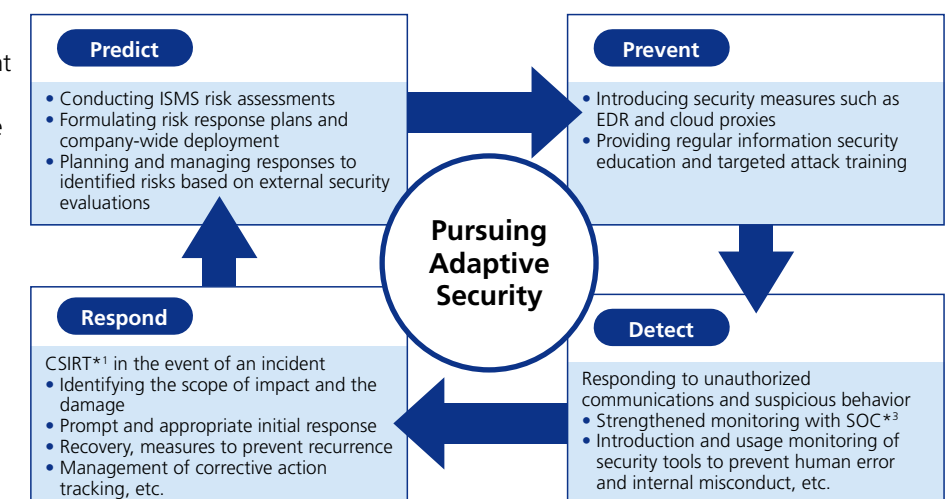 Predict
• Conducting ISMS risk assessments
• Formulating risk response plans and
company-wide deployment
• Planning and managing responses to
identified risks based on external security
evaluations
Prevent
• Introducing security measures such as
EDR and cloud proxies
• Providing regular information security
education and targeted attack training
Pursuing
Adaptive
Security
Respond
CSIRT*1 in the event of an incident
• Identifying the scope of impact and the
damage
• Prompt and appropriate initial response
• Recovery, measures to prevent recurrence
• Management of corrective action
tracking, etc.
Detect
Responding to unauthorized
communications and suspicious behavior
• Strengthened monitoring with SOC*3
• Introduction and usage monitoring of
security tools to prevent human error
and internal misconduct, etc.